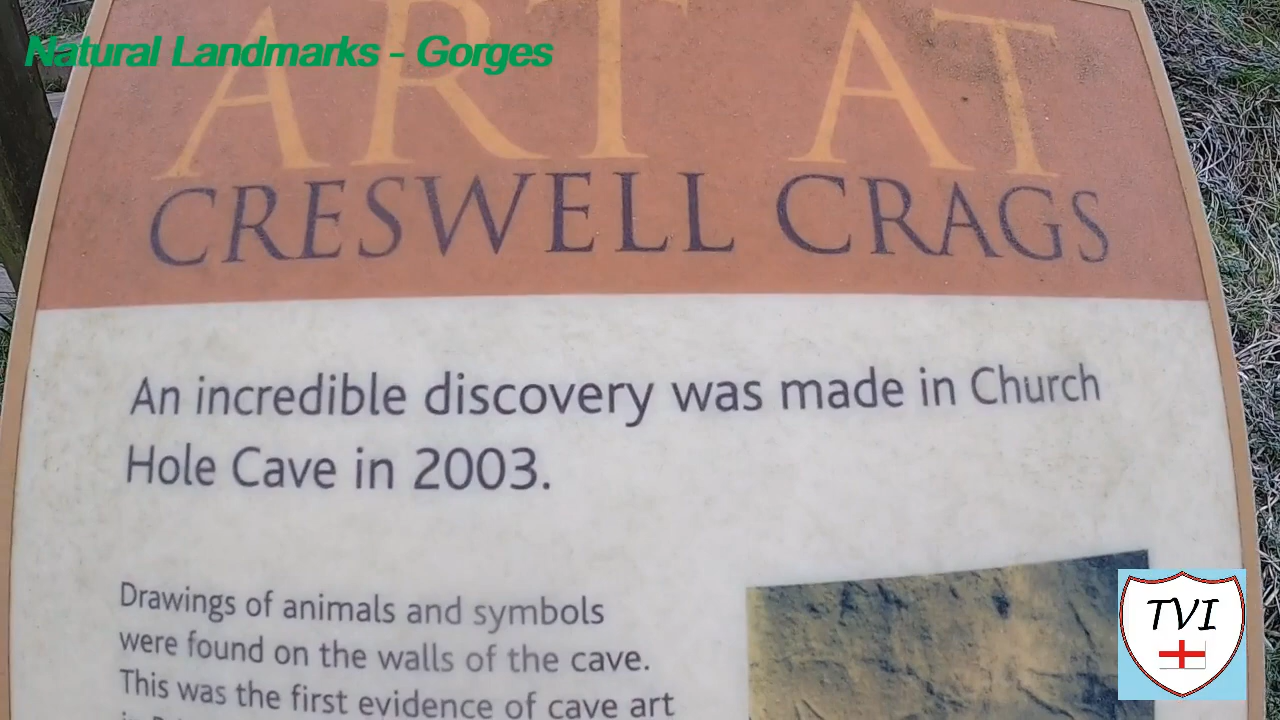 Natural Landmarks - Gorges
ART AT
CRESWELL CRAGS
An incredible discovery was made in Church
Hole Cave in 2003.
Drawings of animals and symbols
were found on the walls of the cave.
This was the first evidence of cave art
TVI